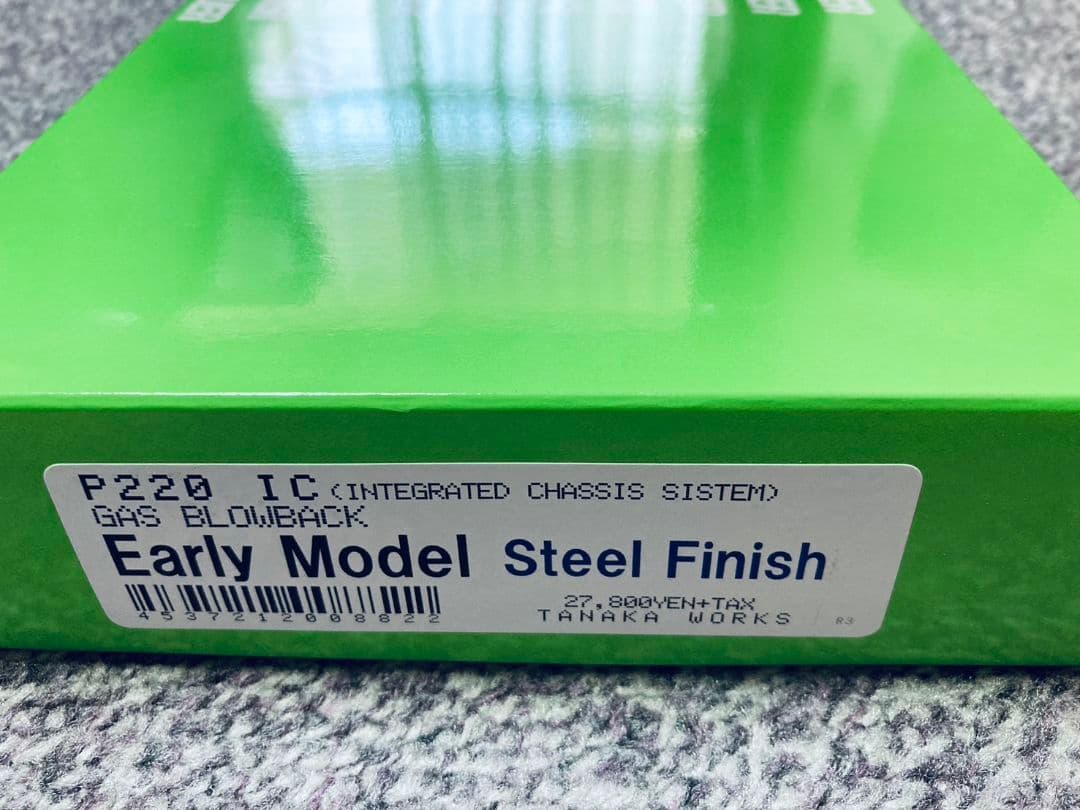 P220 IC (INTEGRATED CHASSIS SISTEM)
GAS BLOWBACK
Early Model Steel Finish
4537212008822
27,800YEN+TAX
TANAKA WORKS
R3